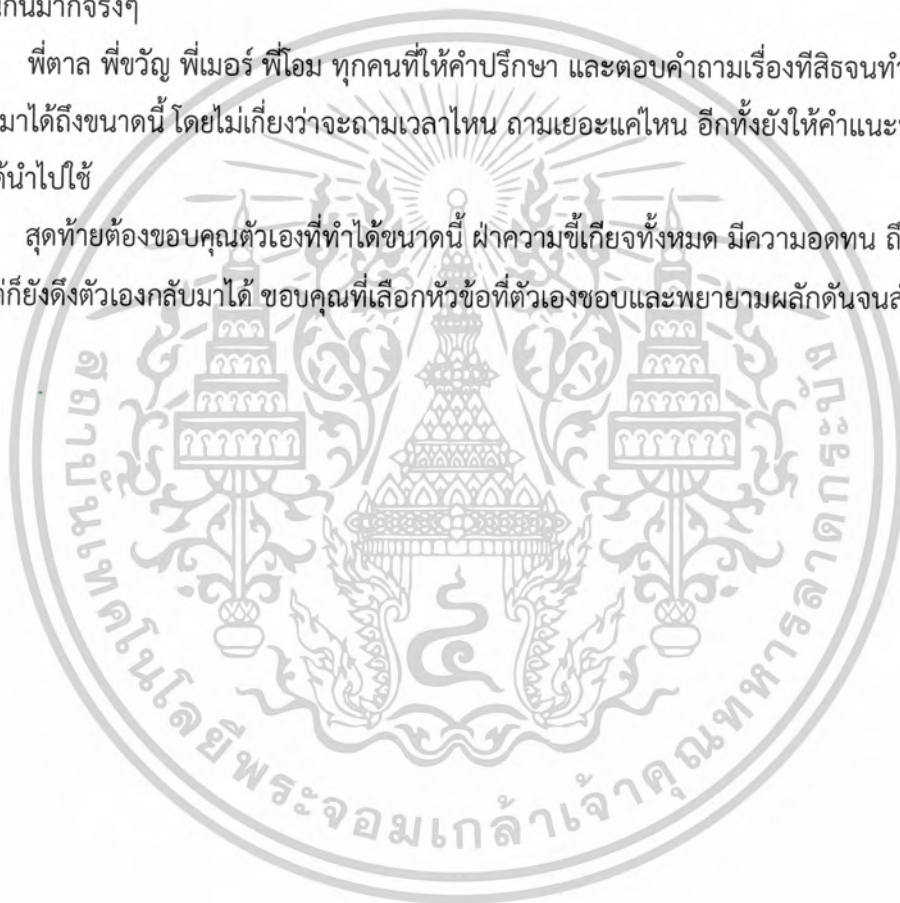 กันมากจริงๆ
พี่ตาล พี่ขวัญ พี่เมอร์ พี่โอม ทุกคนที่ให้คำปรึกษา และตอบคำถามเรื่องทีสิธจนทำ
มาได้ถึงขนาดนี้ โดยไม่เกี่ยงว่าจะถามเวลาไหน ถามเยอะแค่ไหน อีกทั้งยังให้คำแนะ
นำไปใช้
สุดท้ายต้องขอบคุณตัวเองที่ทำได้ขนาดนี้ ฝ่าความขี้เกียจทั้งหมด มีความอดทน
ก็ยังดึงตัวเองกลับมาได้ ขอบคุณที่เลือกหัวข้อที่ตัวเองชอบและพยายามผลักดันจน
สถาบันเทคโนโลยีพระจอมเกล้าเจ้าคุณทหารลาดกระบัง
๔